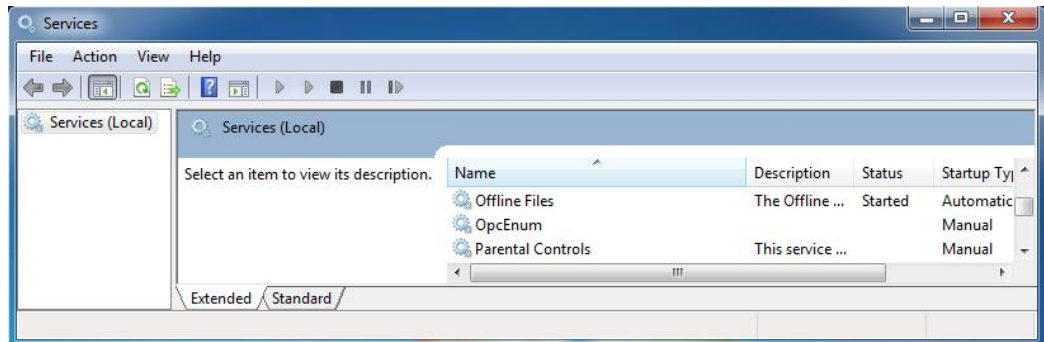 Services
File Action View Help
Services (Local)
Services (Local)
Select an item to view its description.
Name Description Status Startup Typ
Offline Files The Offline ... Started Automatic
OpcEnum Manual
Parental Controls This service ... Manual
Extended Standard